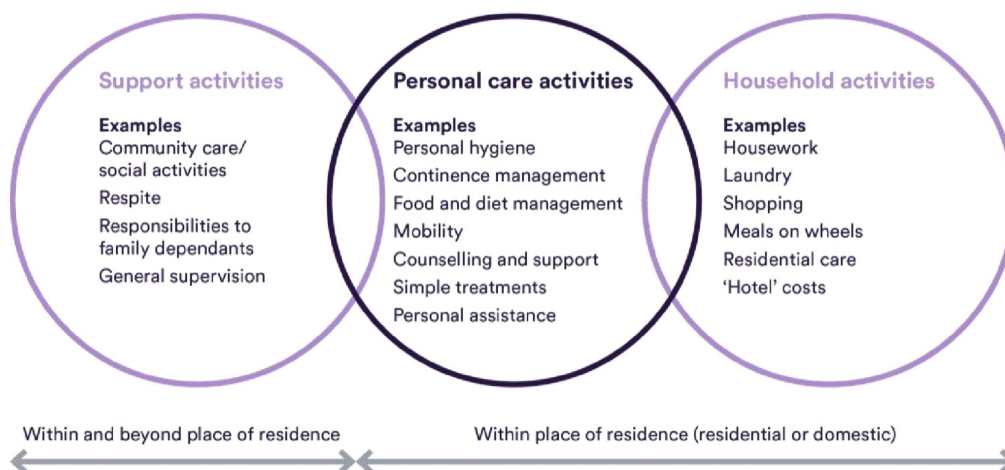 Support activities
Examples
Community care/
social activities
Respite
Responsibilities to
family dependants
General supervision
Personal care activities
Examples
Personal hygiene
Continence management
Food and diet management
Mobility
Counselling and support
Simple treatments
Personal assistance
Household activities
Examples
Housework
Laundry
Shopping
Meals on wheels
Residential care
‘Hotel’ costs
Within and beyond place of residence
Within place of residence (residential or domestic)